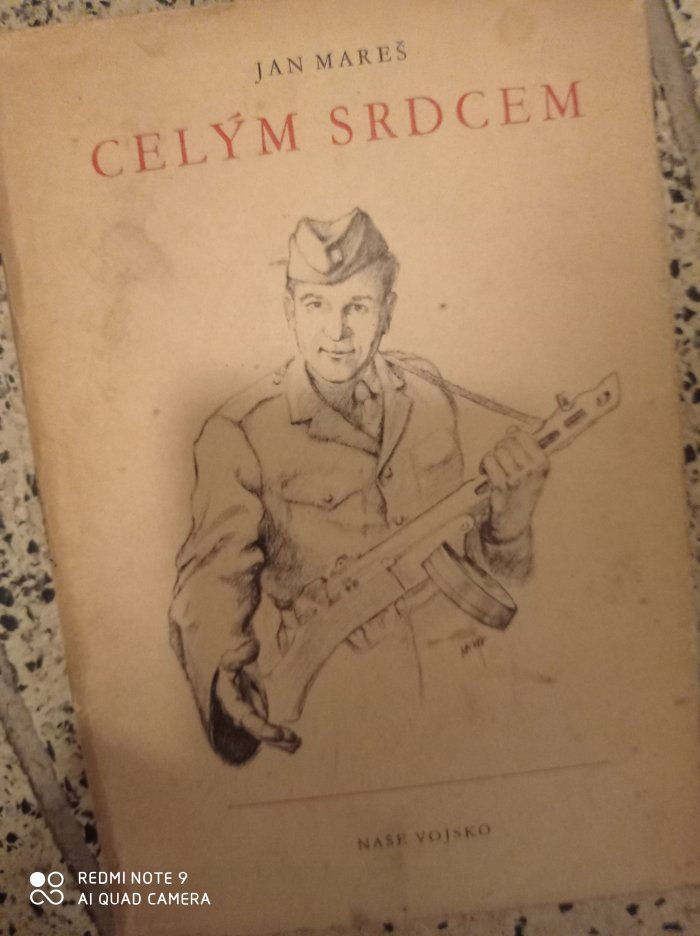 JAN MAREŠ
CELÝM SRDCEM
NAŠE VOJSKO
REDMI NOTE 9
AI QUAD CAMERA